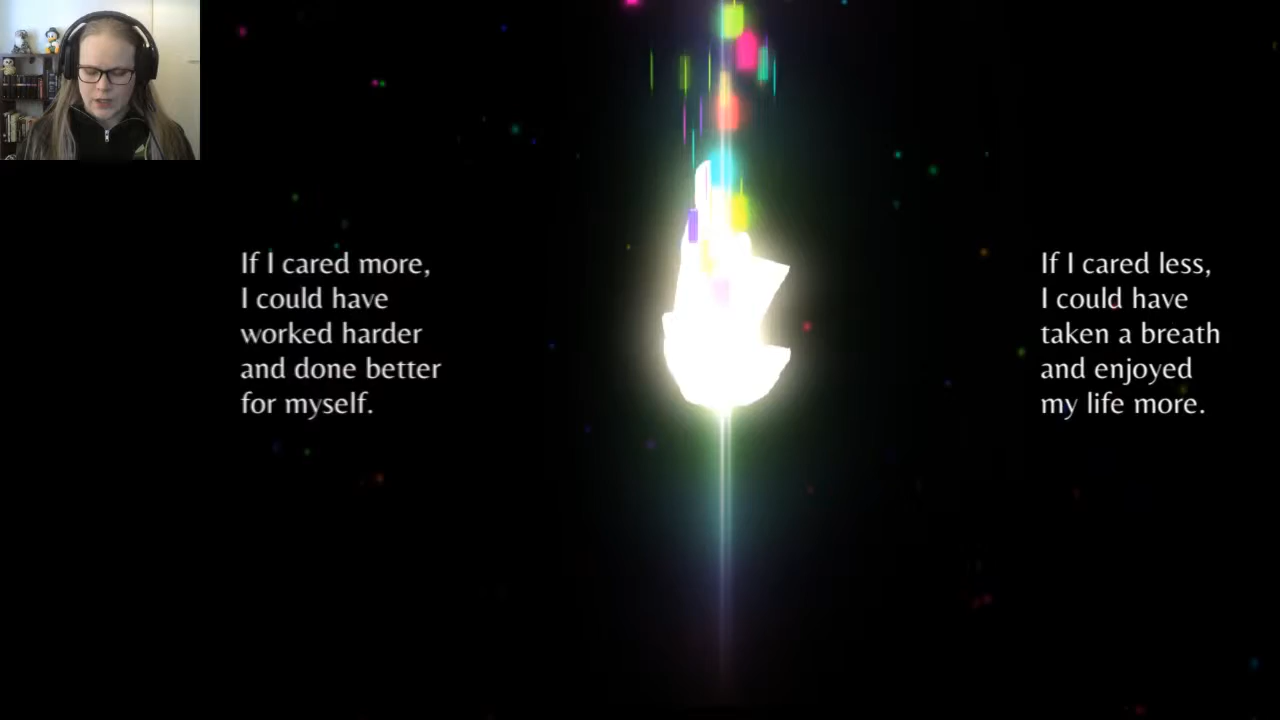 If I cared more,
I could have
worked harder
and done better
for myself.
If I cared less,
I could have
taken a breath
and enjoyed
my life more.